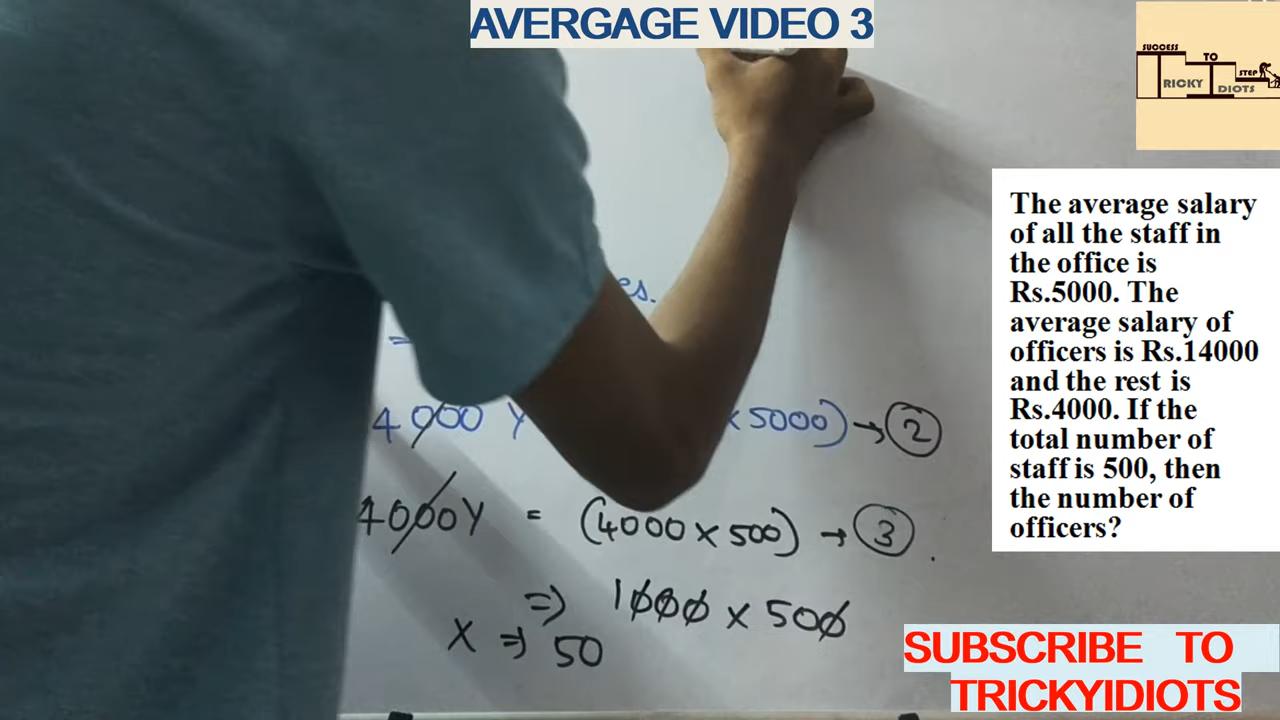 AVERGAGE VIDEO 3
SUCCESS
TO
STEP
RICKY
DIOTS
The average salary
of all the staff in
the office is
Rs.5000. The
average salary of
officers is Rs.14000
and the rest is
Rs.4000. If the
total number of
staff is 500, then
the number of
officers?
es.
=
4000 Y × 5000) → 2
4000Y = (4000 × 500) → 3
⇒ 1000 × 500
X ⇒ 50
SUBSCRIBE TO
TRICKYIDIOTS